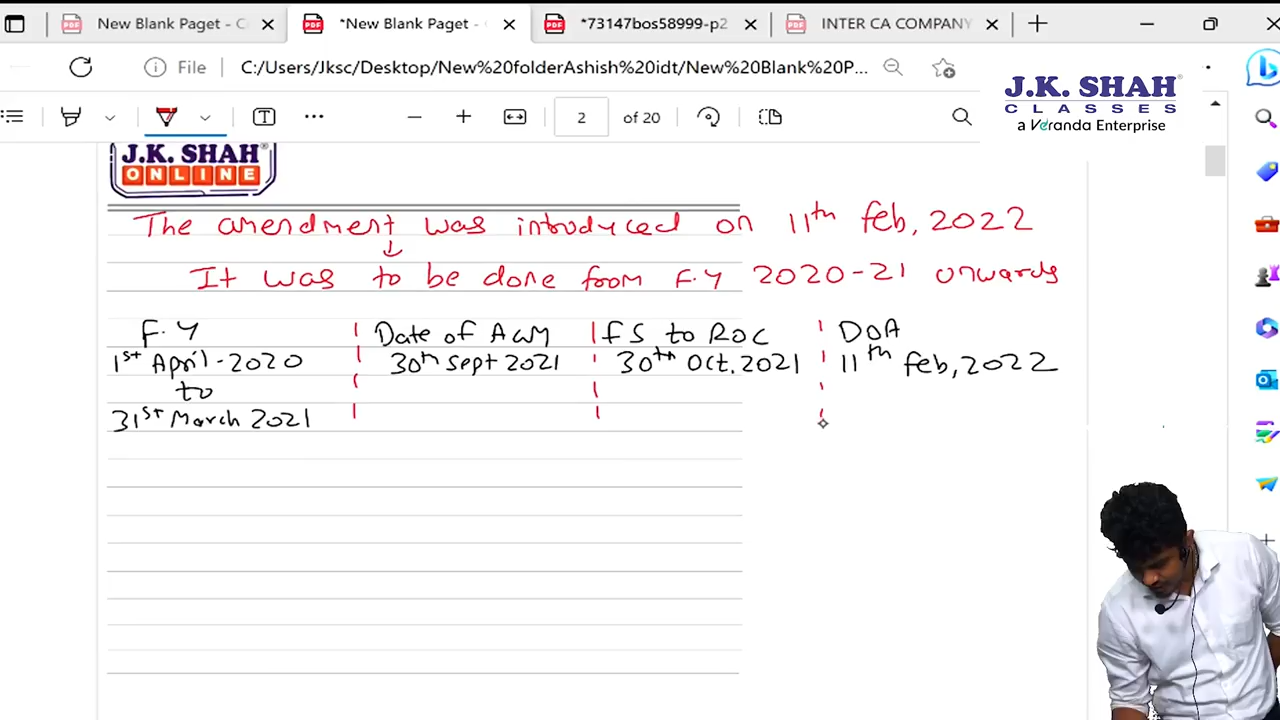 New Blank Paget - C
*New Blank Paget -
*73147bos58999-p2
INTER CA COMPANY
File
C:/Users/Jksc/Desktop/New%20folderAshish%20idt/New%20Blank%20P...
J.K. SHAH
CLASSES
a Veranda Enterprise
2 of 20
J.K. SHAH
ONLINE
The amendment was introduced on 11th feb, 2022
It was to be done from F.Y 2020-21 onwards
F.Y Date of AGM FS to ROC DOA
1st April-2020 30th Sept 2021 30th Oct. 2021 11th feb, 2022
to
31st March 2021